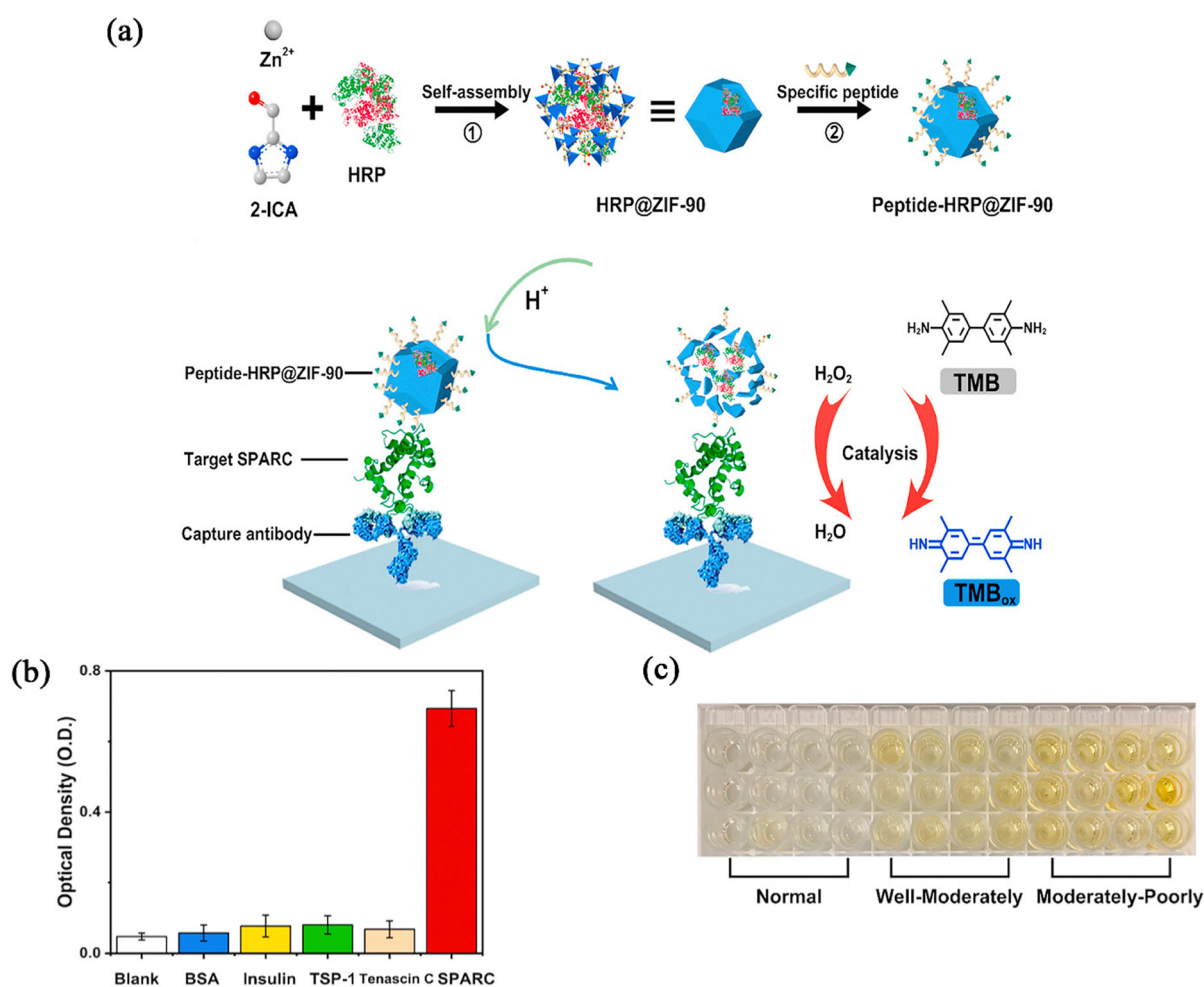 (a)
Zn²⁺
2-ICA
+
HRP
Self-assembly
①
≡
HRP@ZIF-90
Specific peptide
②
Peptide-HRP@ZIF-90
H⁺
Peptide-HRP@ZIF-90
Target SPARC
Capture antibody
H₂O₂
Catalysis
H₂O
H₂N
NH₂
TMB
HN
NH
TMBₒₓ
(b)
Optical Density (O.D.)
0.8
0.4
0.0
Blank BSA Insulin TSP-1 Tenascin C SPARC
(c)
Normal Well-Moderately Moderately-Poorly